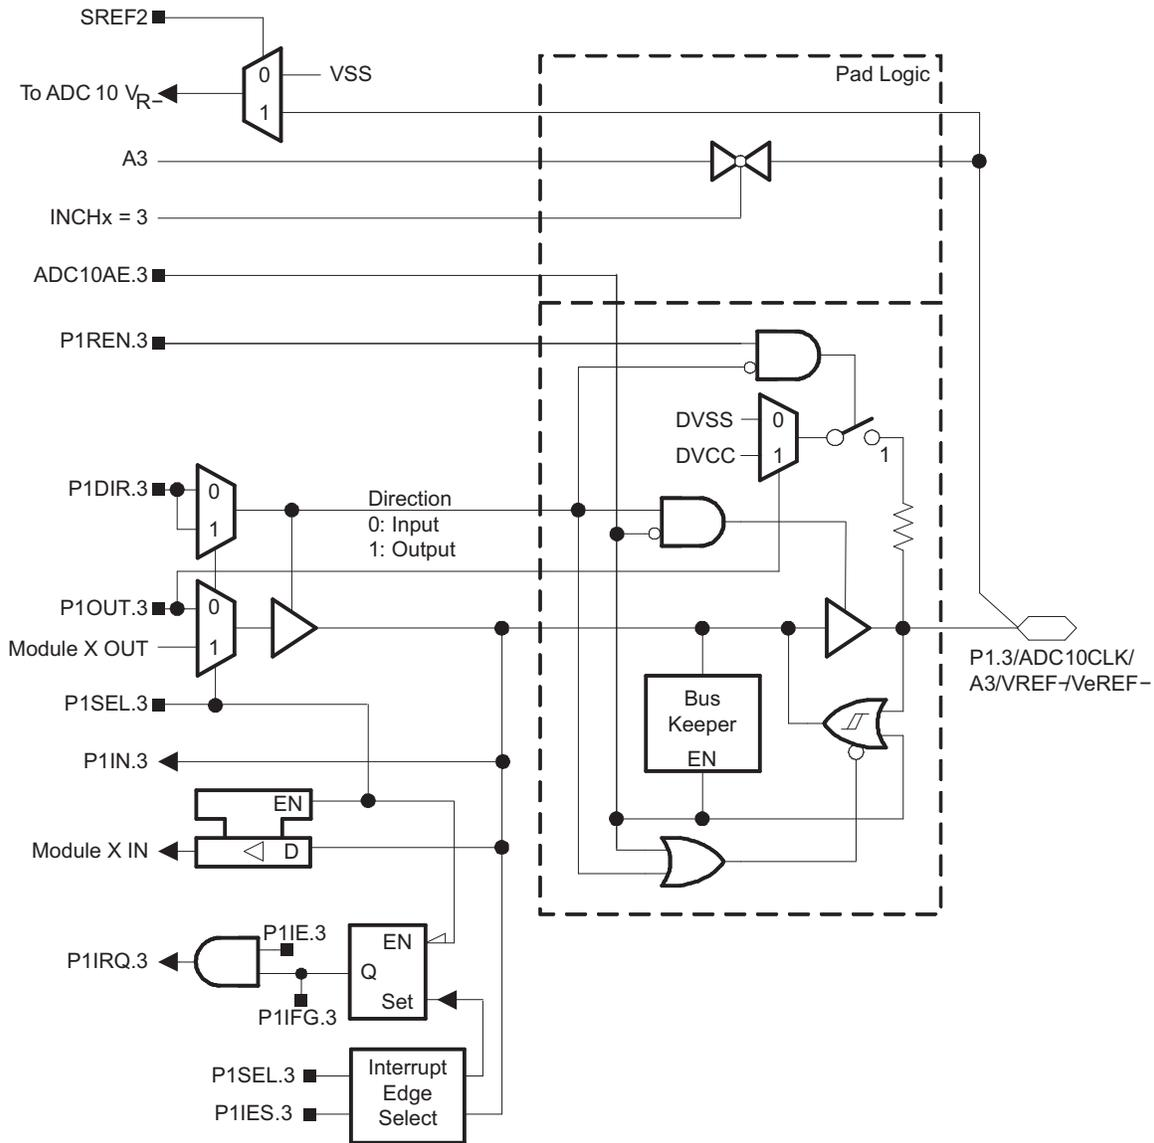 SREF2
0
VSS
Pad Logic
To ADC 10 VR−
1
A3
INCHx = 3
ADC10AE.3
P1REN.3
DVSS
0
DVCC
1
1
P1DIR.3
0
1
Direction
0: Input
1: Output
P1OUT.3
0
Module X OUT
1
P1.3/ADC10CLK/
A3/VREF−/VeREF−
Bus
Keeper
EN
P1SEL.3
P1IN.3
EN
Module X IN
D
P1IE.3
P1IRQ.3
EN
Q
Set
P1IFG.3
Interrupt
Edge
Select
P1SEL.3
P1IES.3